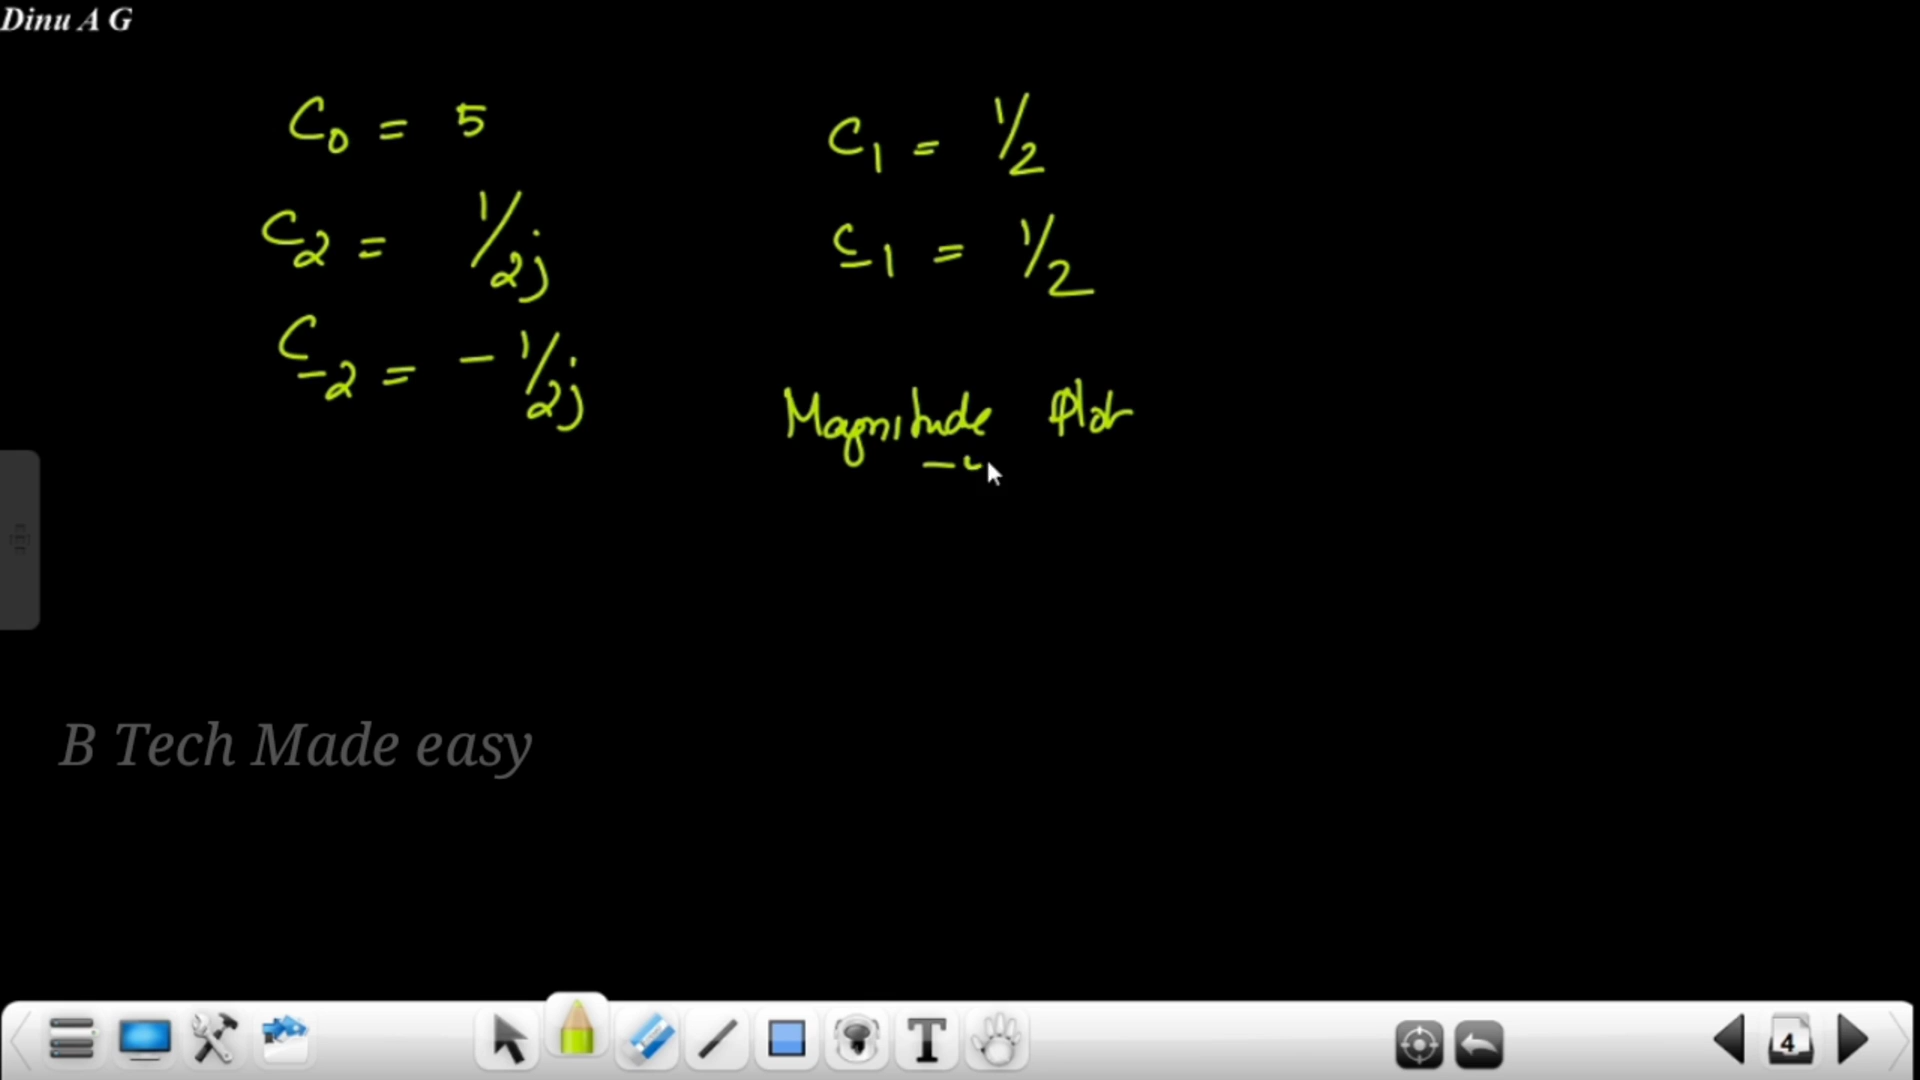 Dinu A G
C₀ = 5
C₂ = 1/2j
C₋₂ = - 1/2j
C₁ = 1/2
C₋₁ = 1/2
Magnitude Plot
B Tech Made easy
T
4